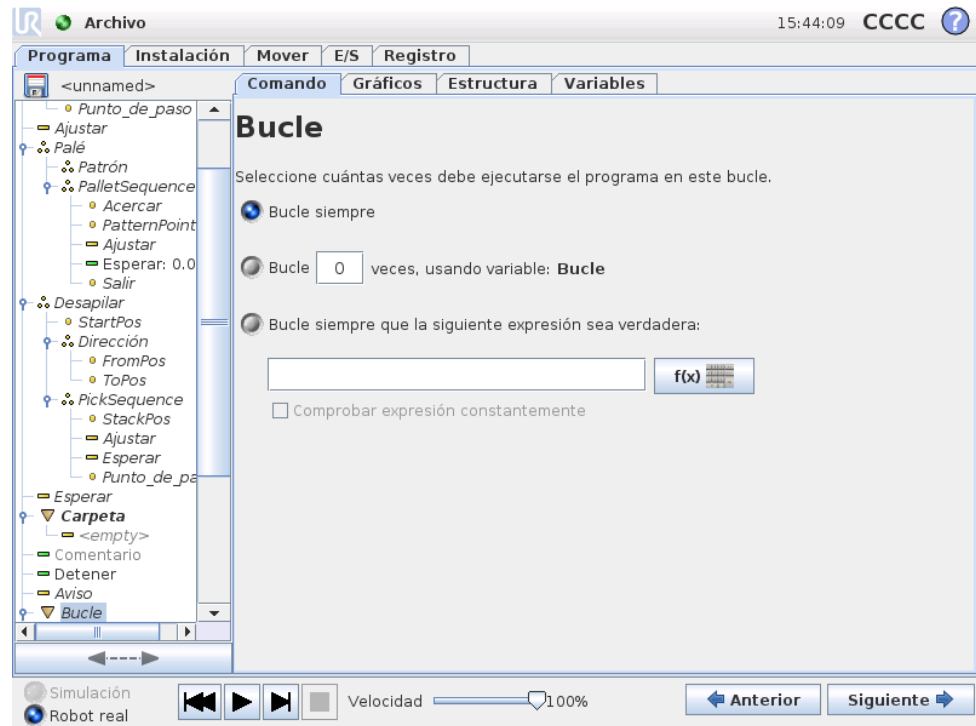 UR Archivo 15:44:09 CCCC ?
Programa Instalación Mover E/S Registro
<unnamed>
Comando Gráficos Estructura Variables
Punto_de_paso
Ajustar
Palé
Patrón
PalletSequence
Acercar
PatternPoint
Ajustar
Esperar: 0.0
Salir
Desapilar
StartPos
Dirección
FromPos
ToPos
PickSequence
StackPos
Ajustar
Esperar
Punto_de_pa
Esperar
Carpeta
<empty>
Comentario
Detener
Aviso
Bucle
Bucle
Seleccione cuántas veces debe ejecutarse el programa en este bucle.
Bucle siempre
Bucle 0 veces, usando variable: Bucle
Bucle siempre que la siguiente expresión sea verdadera:
f(x)
Comprobar expresión constantemente
Simulación
Robot real
Velocidad 100%
Anterior Siguiente